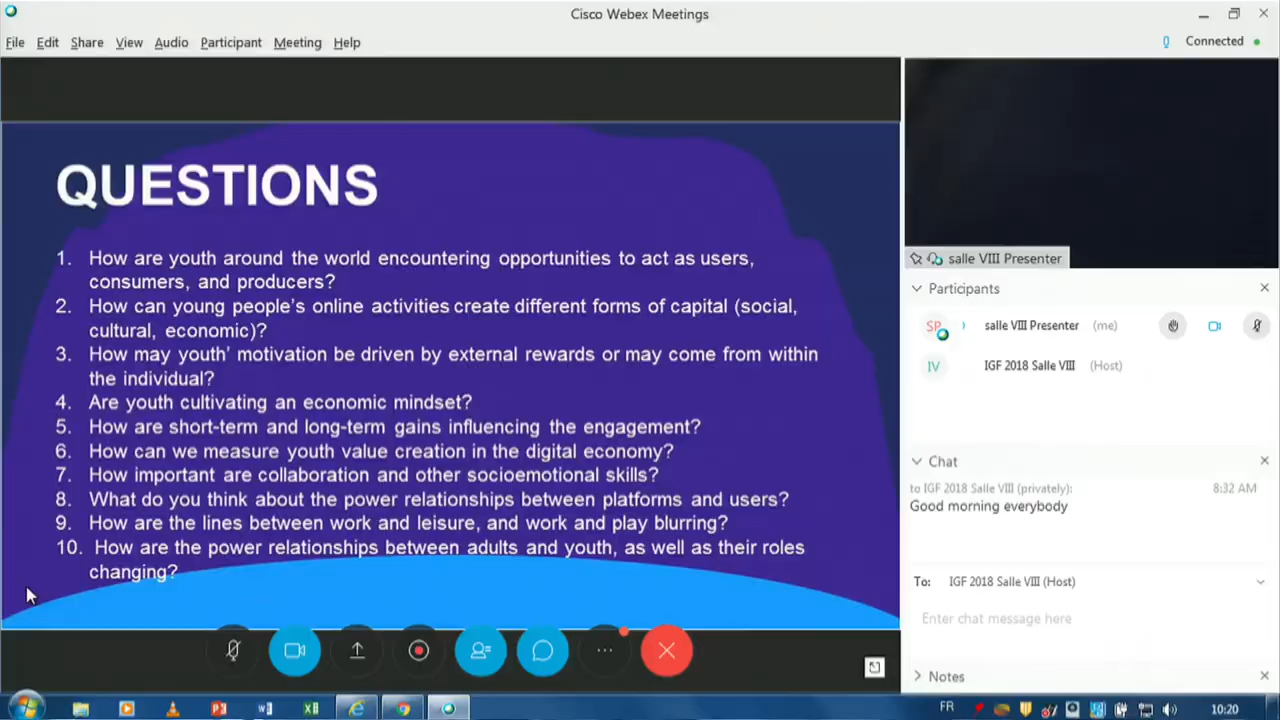 Cisco Webex Meetings
File Edit Share View Audio Participant Meeting Help
Connected
QUESTIONS
1. How are youth around the world encountering opportunities to act as users,
consumers, and producers?
2. How can young people's online activities create different forms of capital (social,
cultural, economic)?
3. How may youth' motivation be driven by external rewards or may come from within
the individual?
4. Are youth cultivating an economic mindset?
5. How are short-term and long-term gains influencing the engagement?
6. How can we measure youth value creation in the digital economy?
7. How important are collaboration and other socioemotional skills?
8. What do you think about the power relationships between platforms and users?
9. How are the lines between work and leisure, and work and play blurring?
10. How are the power relationships between adults and youth, as well as their roles
changing?
salle VIII Presenter
Participants
SP salle VIII Presenter (me)
IV IGF 2018 Salle VIII (Host)
Chat
to IGF 2018 Salle VIII (privately): 8:32 AM
Good morning everybody
To: IGF 2018 Salle VIII (Host)
Enter chat message here
Notes
FR 10:20